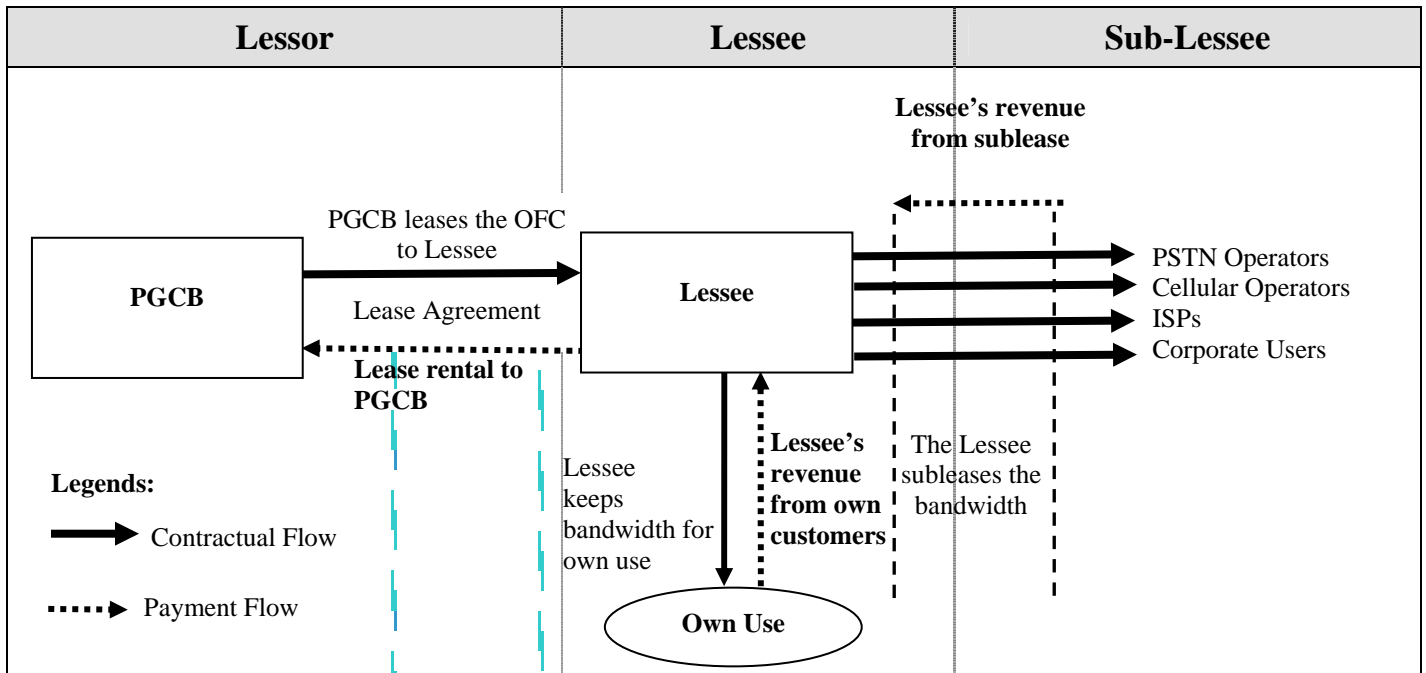 Lessor
Lessee
Sub-Lessee
Lessee’s revenue
from sublease
PGCB leases the OFC
to Lessee
PGCB
Lease Agreement
Lease rental to
PGCB
Lessee
PSTN Operators
Cellular Operators
ISPs
Corporate Users
Legends:
Contractual Flow
Payment Flow
Lessee
keeps
bandwidth for
own use
Lessee’s
revenue
from own
customers
The Lessee
subleases the
bandwidth
Own Use